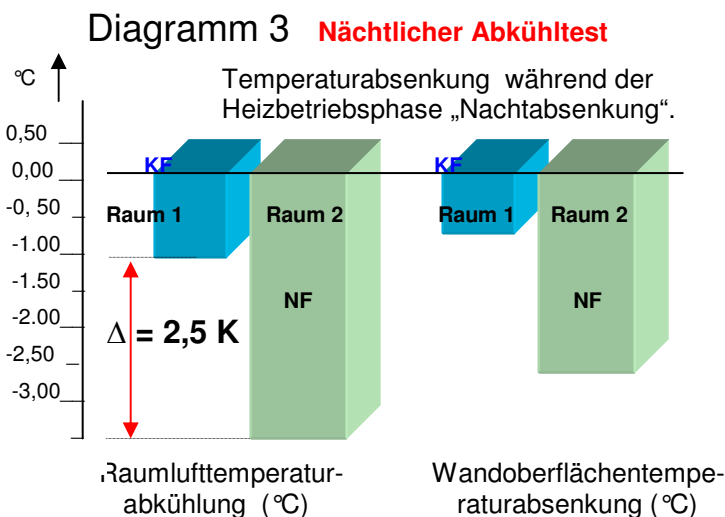 Diagramm 3 Nächtlicher Abkühltest
°C
Temperaturabsenkung während der
Heizbetriebsphase „Nachtabsenkung“.
0,50
0,00
-0, 50
-1.00
-1.50
-2.00
-2,50
-3,00
KF
Raum 1
Raum 2
NF
Δ = 2,5 K
KF
Raum 1
Raum 2
NF
Raumlufttemperatur-
abkühlung (°C)
Wandoberflächentempe-
raturabsenkung (°C)